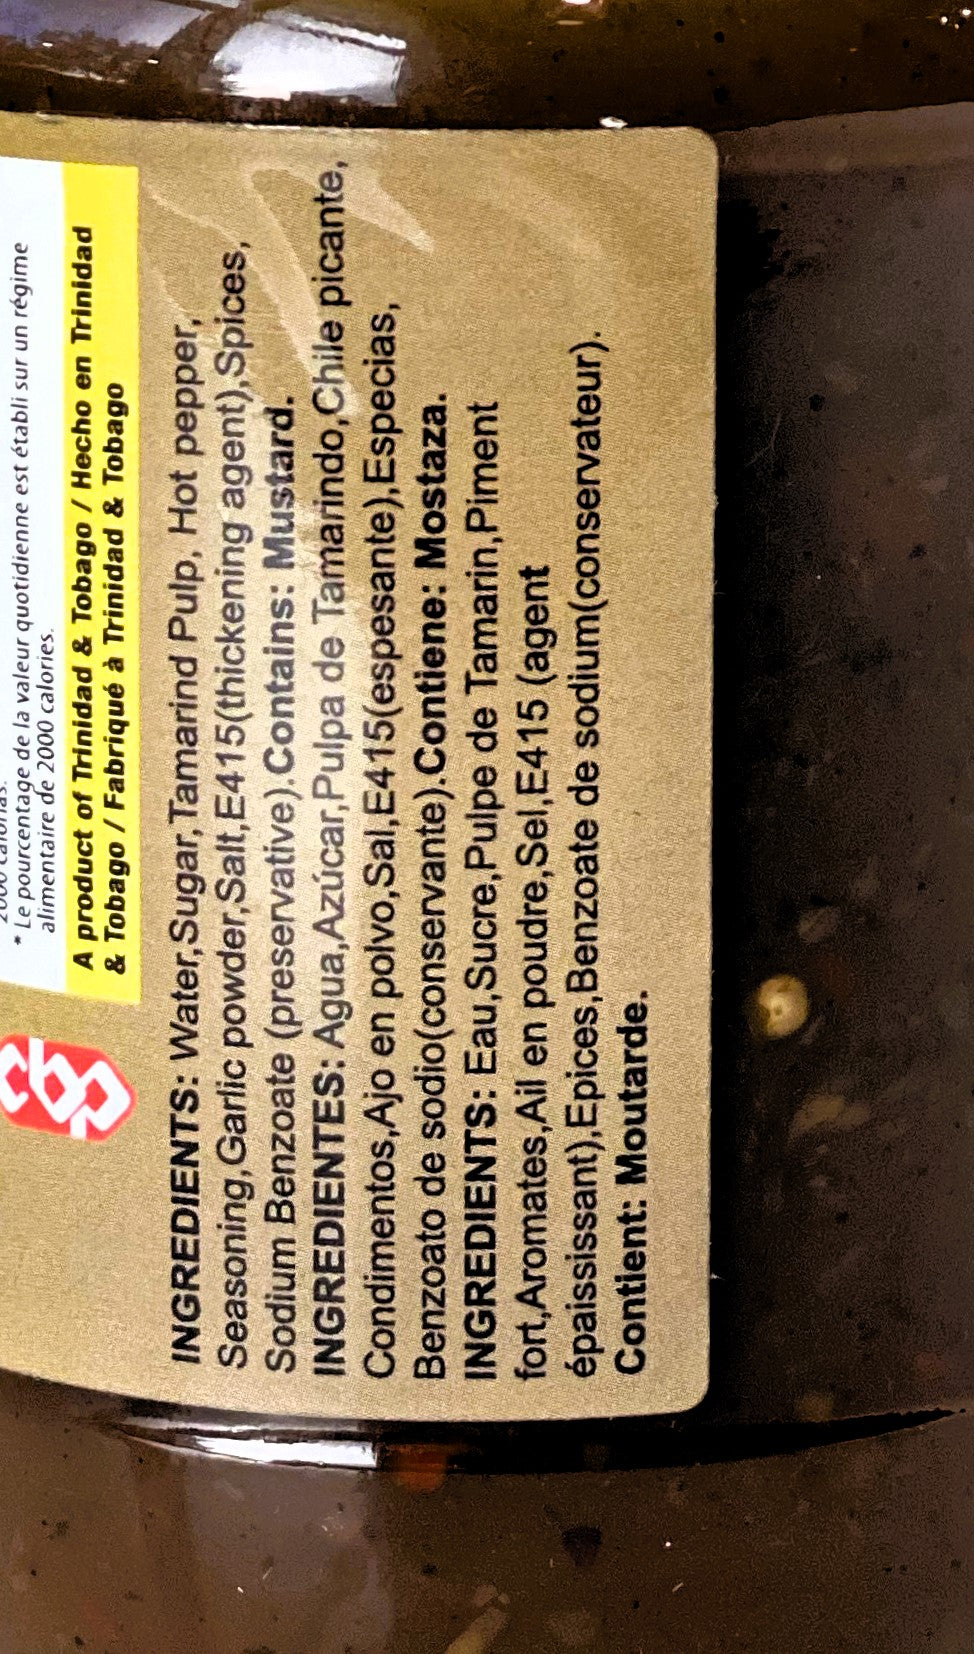 * Le pourcentage de la valeur quotidienne est établi sur un régime
alimentaire de 2000 calories.
A product of Trinidad & Tobago / Hecho en Trinidad
& Tobago / Fabriqué à Trinidad & Tobago
INGREDIENTS: Water,Sugar,Tamarind Pulp, Hot pepper,
Seasoning,Garlic powder,Salt,E415(thickening agent),Spices,
Sodium Benzoate (preservative).Contains: Mustard.
INGREDIENTES: Agua,Azúcar,Pulpa de Tamarindo,Chile picante,
Condimentos,Ajo en polvo,Sal,E415(espesante),Especias,
Benzoato de sodio(conservante).Contiene: Mostaza.
INGREDIENTS: Eau,Sucre,Pulpe de Tamarin,Piment
fort,Aromates,Ail en poudre,Sel,E415 (agent
épaississant),Epices,Benzoate de sodium(conservateur).
Contient: Moutarde.